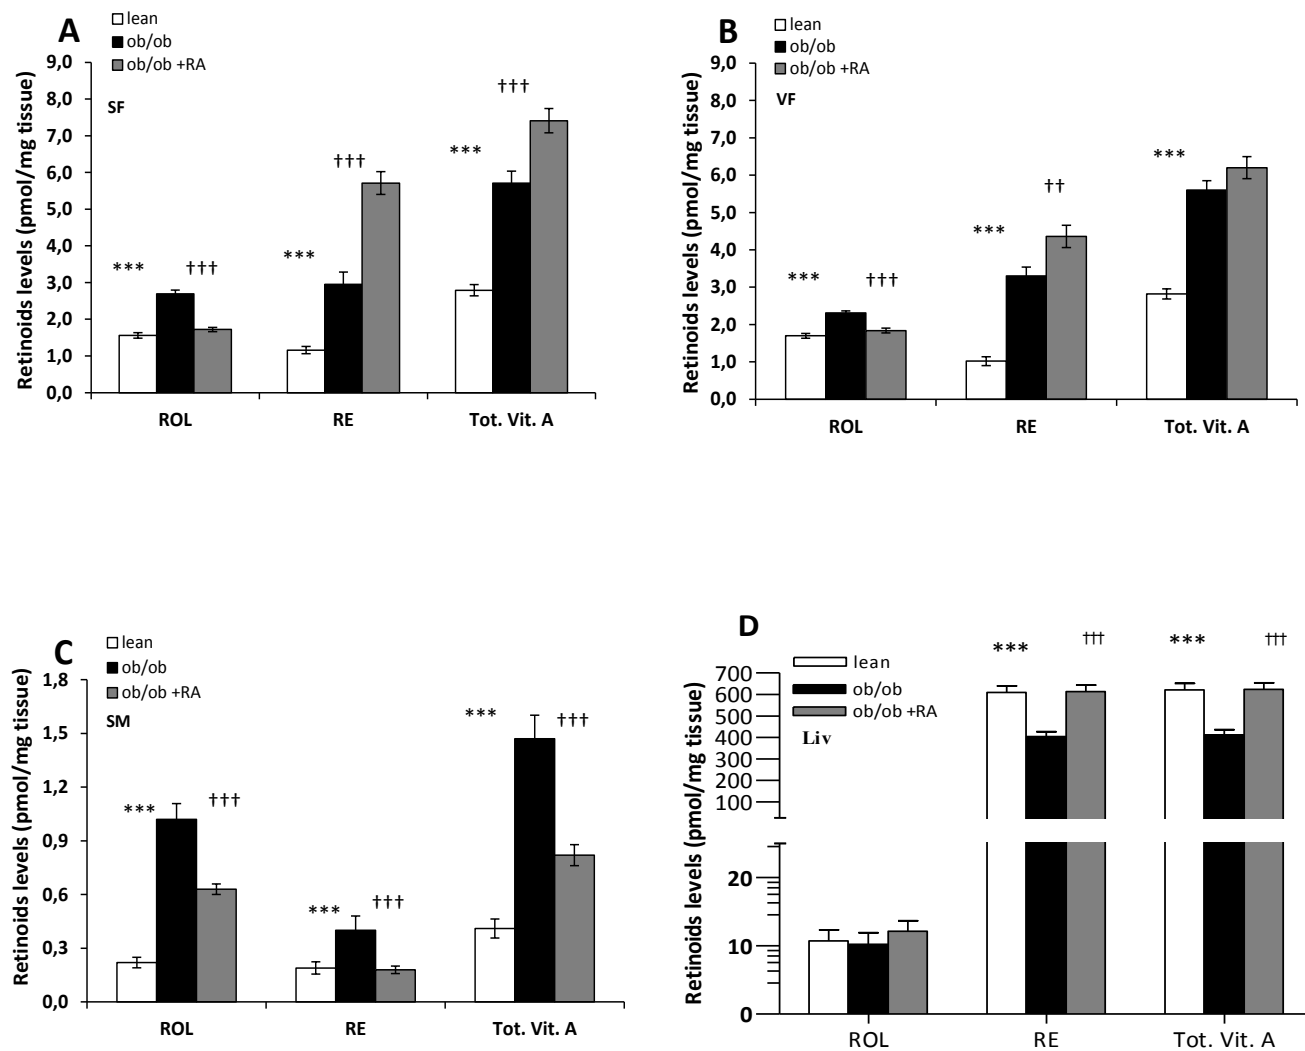 A
lean
ob/ob
ob/ob +RA
SF
Retinoids levels (pmol/mg tissue)
9,0
8,0
7,0
6,0
5,0
4,0
3,0
2,0
1,0
0,0
*** †††
*** †††
*** †††
ROL RE Tot. Vit. A
B
lean
ob/ob
ob/ob +RA
VF
Retinoids levels (pmol/mg tissue)
9,0
8,0
7,0
6,0
5,0
4,0
3,0
2,0
1,0
0,0
*** †††
*** ††
***
ROL RE Tot. Vit. A
C
lean
ob/ob
ob/ob +RA
SM
Retinoids levels (pmol/mg tissue)
1,8
1,5
1,2
0,9
0,6
0,3
0,0
*** †††
*** †††
*** †††
ROL RE Tot. Vit. A
D
lean
ob/ob
ob/ob +RA
Liv
Retinoids levels (pmol/mg tissue)
700
600
500
400
300
200
100
20
10
0
*** †††
*** †††
ROL RE Tot. Vit. A